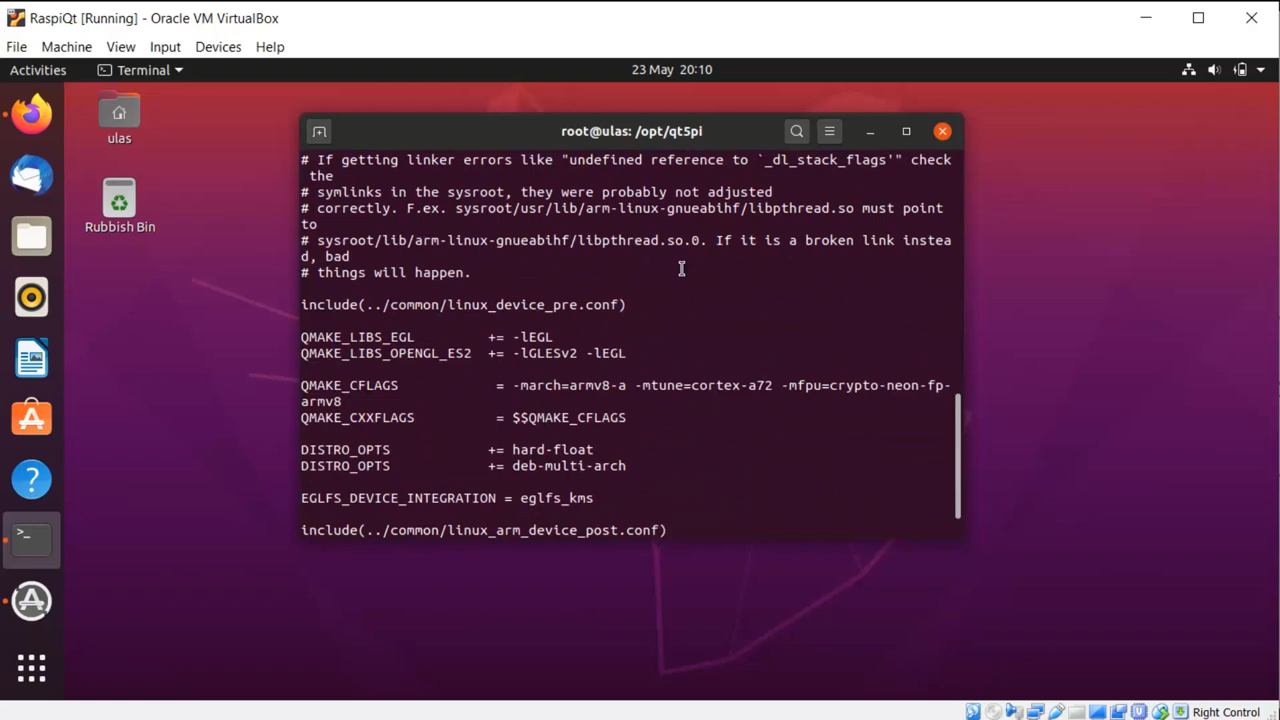 RaspiQt [Running] - Oracle VM VirtualBox
File Machine View Input Devices Help
Activities Terminal 23 May 20:10
ulas
Rubbish Bin
root@ulas: /opt/qt5pi
# If getting linker errors like "undefined reference to `_dl_stack_flags'" check
 the
# symlinks in the sysroot, they were probably not adjusted
# correctly. F.ex. sysroot/usr/lib/arm-linux-gnueabihf/libpthread.so must point
to
# sysroot/lib/arm-linux-gnueabihf/libpthread.so.0. If it is a broken link instea
d, bad
# things will happen.
include(../common/linux_device_pre.conf)
QMAKE_LIBS_EGL += -lEGL
QMAKE_LIBS_OPENGL_ES2 += -lGLESv2 -lEGL
QMAKE_CFLAGS = -march=armv8-a -mtune=cortex-a72 -mfpu=crypto-neon-fp-
armv8
QMAKE_CXXFLAGS = $$QMAKE_CFLAGS
DISTRO_OPTS += hard-float
DISTRO_OPTS += deb-multi-arch
EGLFS_DEVICE_INTEGRATION = eglfs_kms
include(../common/linux_arm_device_post.conf)
Right Control